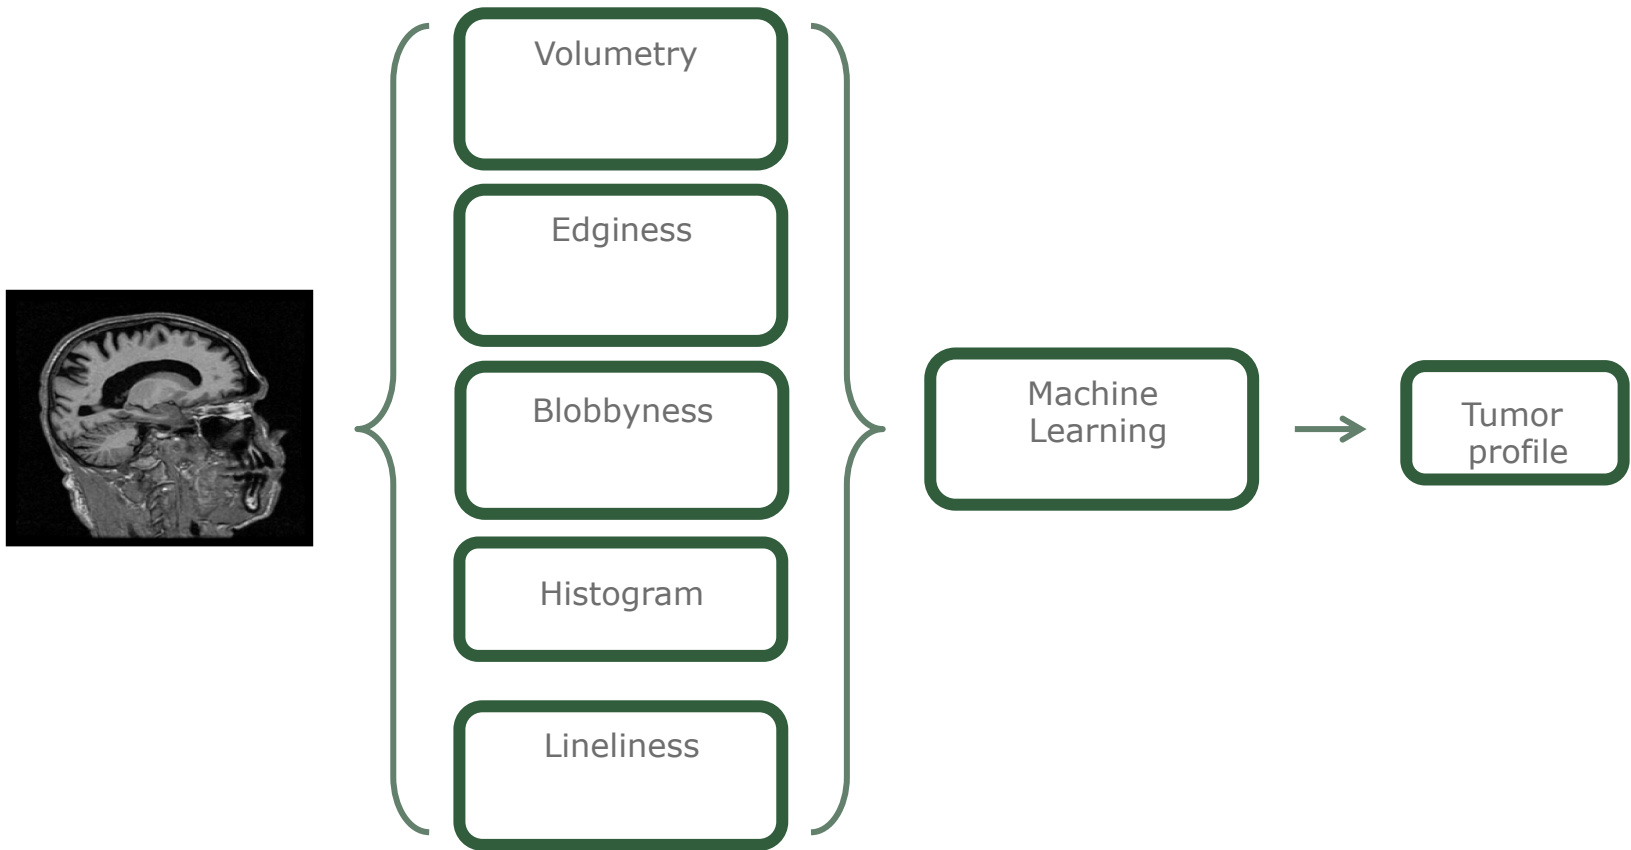 Volumetry
Edginess
Blobbyness
Histogram
Lineliness
Machine
Learning
Tumor
profile